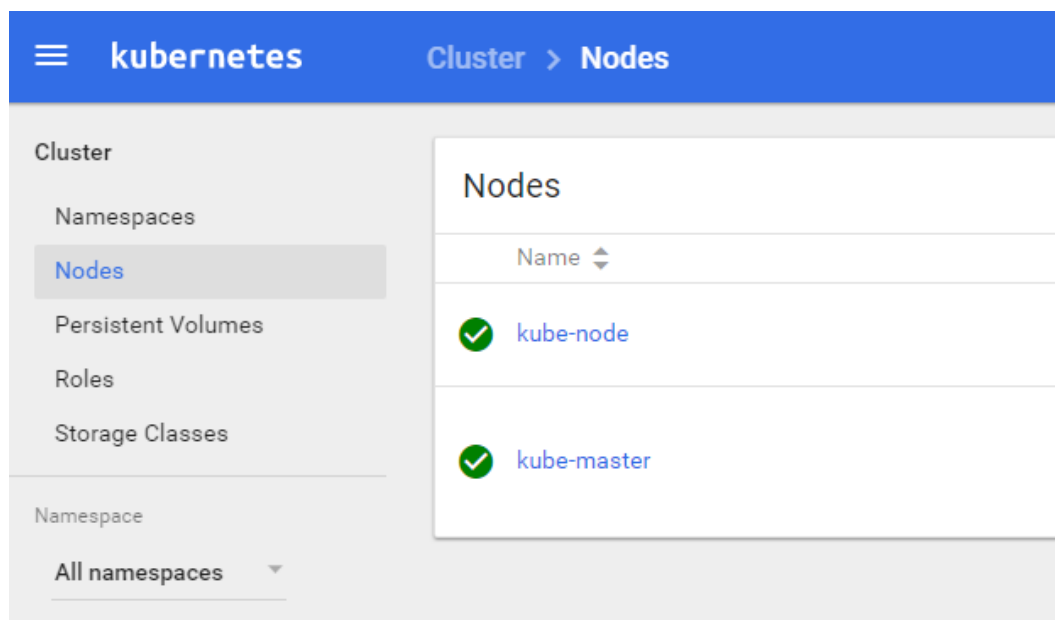 kubernetes
Cluster > Nodes
Cluster
Namespaces
Nodes
Persistent Volumes
Roles
Storage Classes
Namespace
All namespaces
Nodes
Name
kube-node
kube-master